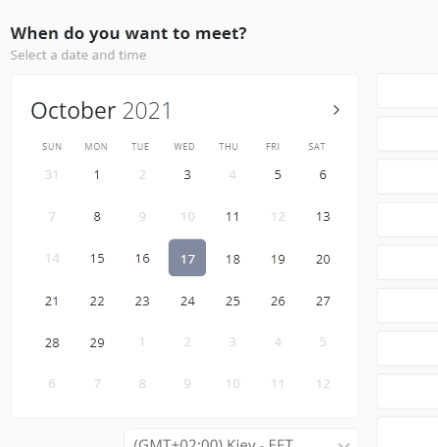 When do you want to meet?
Select a date and time
October 2021
SUN MON TUE WED THU FRI SAT
31 1 2 3 4 5 6
7 8 9 10 11 12 13
14 15 16 17 18 19 20
21 22 23 24 25 26 27
28 29 1 2 3 4 5
6 7 8 9 10 11 12
(GMT+02:00) Kiev - EET